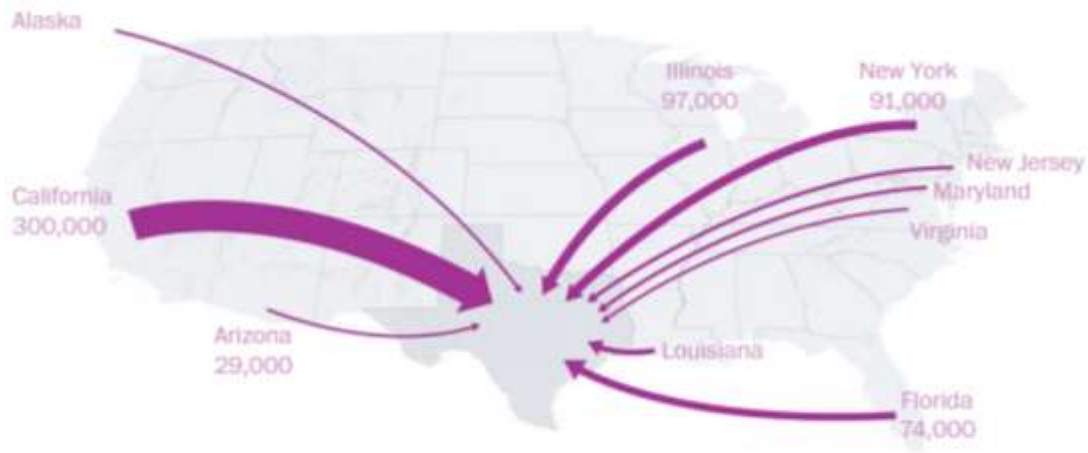 Alaska
Illinois
97,000
New York
91,000
New Jersey
Maryland
Virginia
California
300,000
Arizona
29,000
Louisiana
Florida
74,000